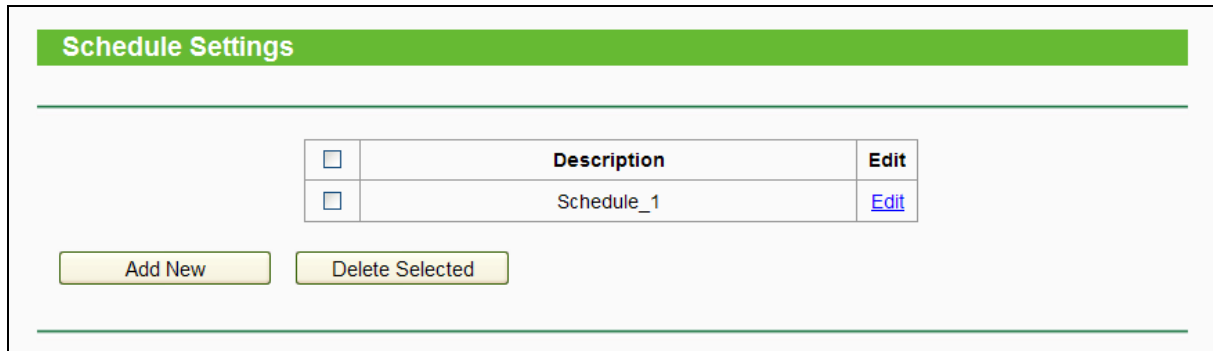 Schedule Settings
Description Edit
Schedule_1 Edit
Add New Delete Selected